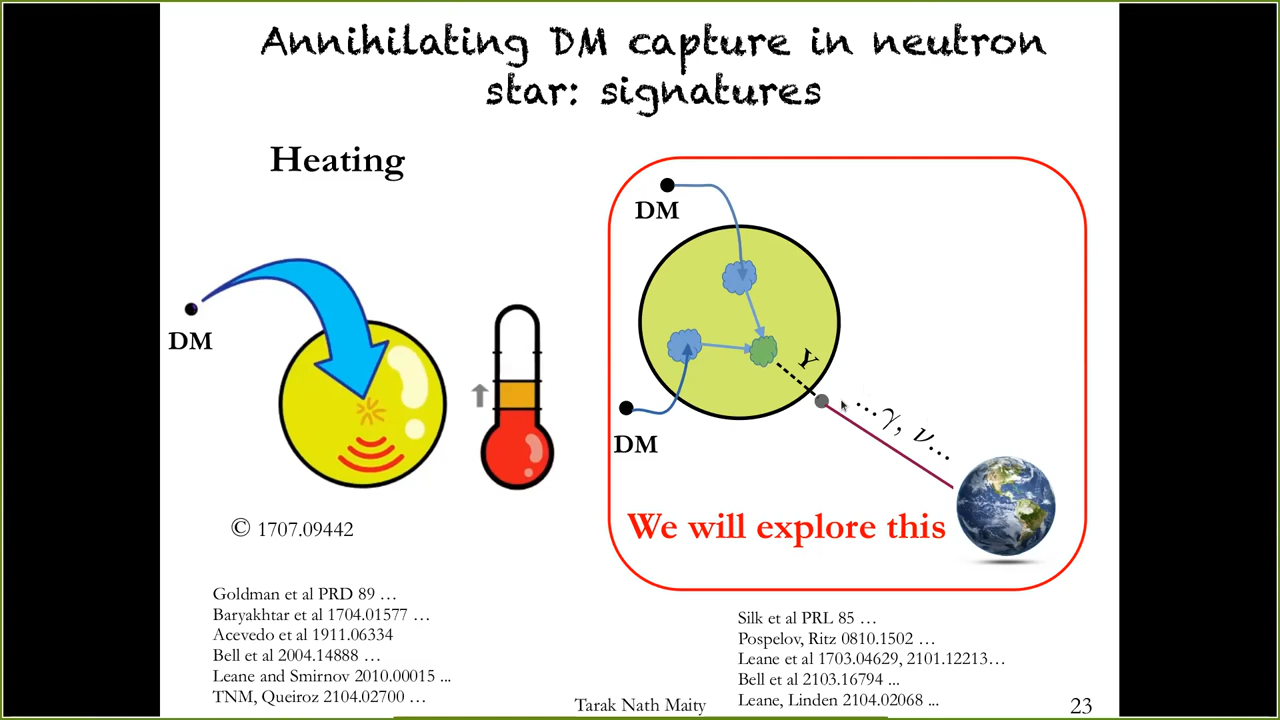 Annihilating DM capture in neutron
star: signatures
Heating
DM
© 1707.09442
Goldman et al PRD 89 …
Baryakhtar et al 1704.01577 …
Acevedo et al 1911.06334
Bell et al 2004.14888 …
Leane and Smirnov 2010.00015 ...
TNM, Queiroz 2104.02700 …
DM
DM
Y
...γ, ν...
We will explore this
Silk et al PRL 85 …
Pospelov, Ritz 0810.1502 …
Leane et al 1703.04629, 2101.12213…
Bell et al 2103.16794 ...
Leane, Linden 2104.02068 ...
Tarak Nath Maity
23